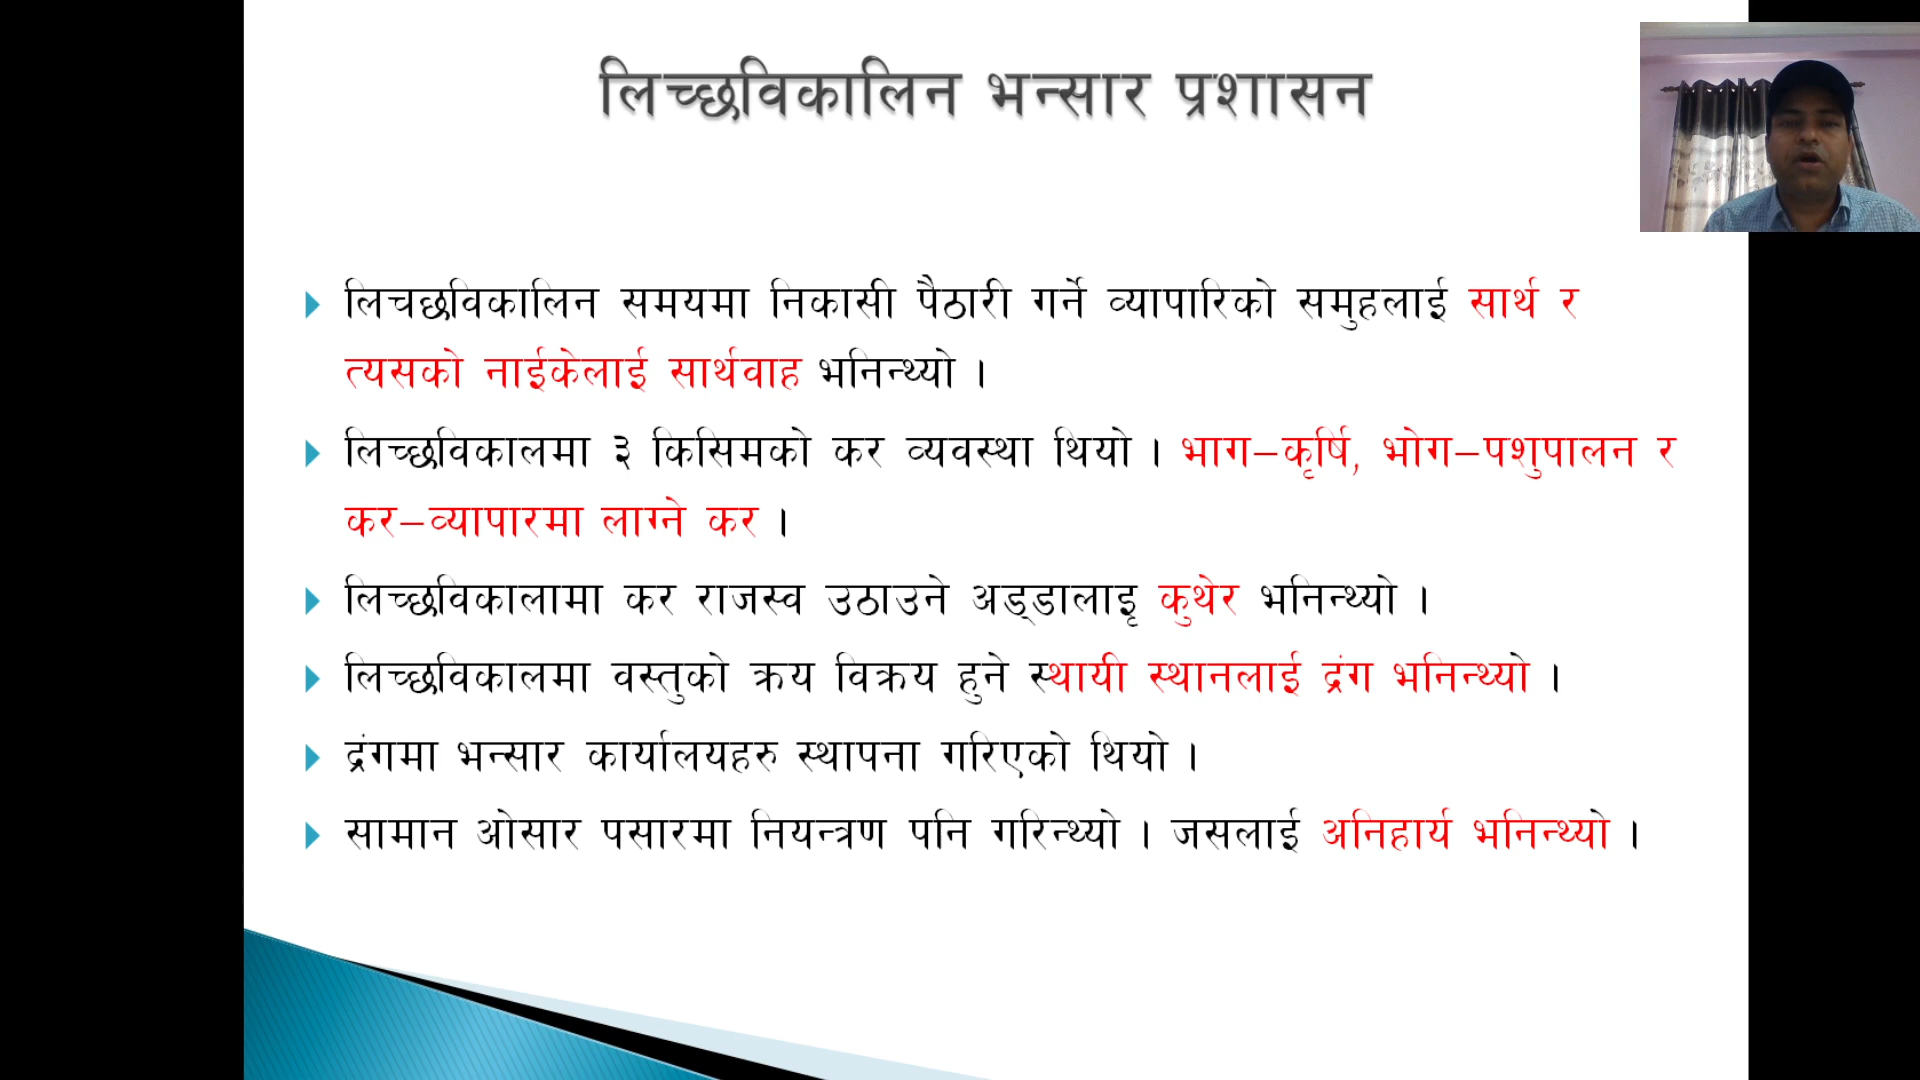 लिच्छविकालिन भन्सार प्रशासन
लिचछविकालिन समयमा निकासी पैठारी गर्ने व्यापारिको समुहलाई सार्थ र
त्यसको नाईकेलाई सार्थवाह भनिन्थ्यो ।
लिच्छविकालमा ३ किसिमको कर व्यवस्था थियो । भाग–कृर्षि, भोग–पशुपालन र
कर–व्यापारमा लाग्ने कर ।
लिच्छविकालामा कर राजस्व उठाउने अड्डालाइृ कुथेर भनिन्थ्यो ।
लिच्छविकालमा वस्तुको क्रय विक्रय हुने स्थायी स्थानलाई द्रंग भनिन्थ्यो ।
द्रंगमा भन्सार कार्यालयहरु स्थापना गरिएको थियो ।
सामान ओसार पसारमा नियन्त्रण पनि गरिन्थ्यो । जसलाई अनिहार्य भनिन्थ्यो ।